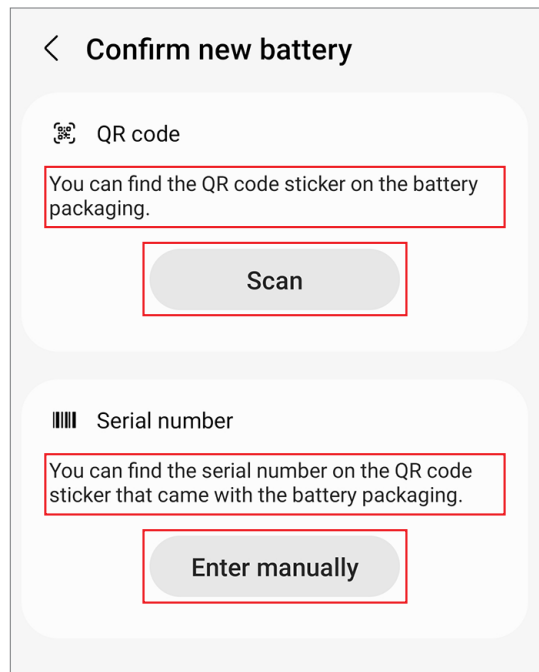 Confirm new battery
QR code
You can find the QR code sticker on the battery
packaging.
Scan
Serial number
You can find the serial number on the QR code
sticker that came with the battery packaging.
Enter manually